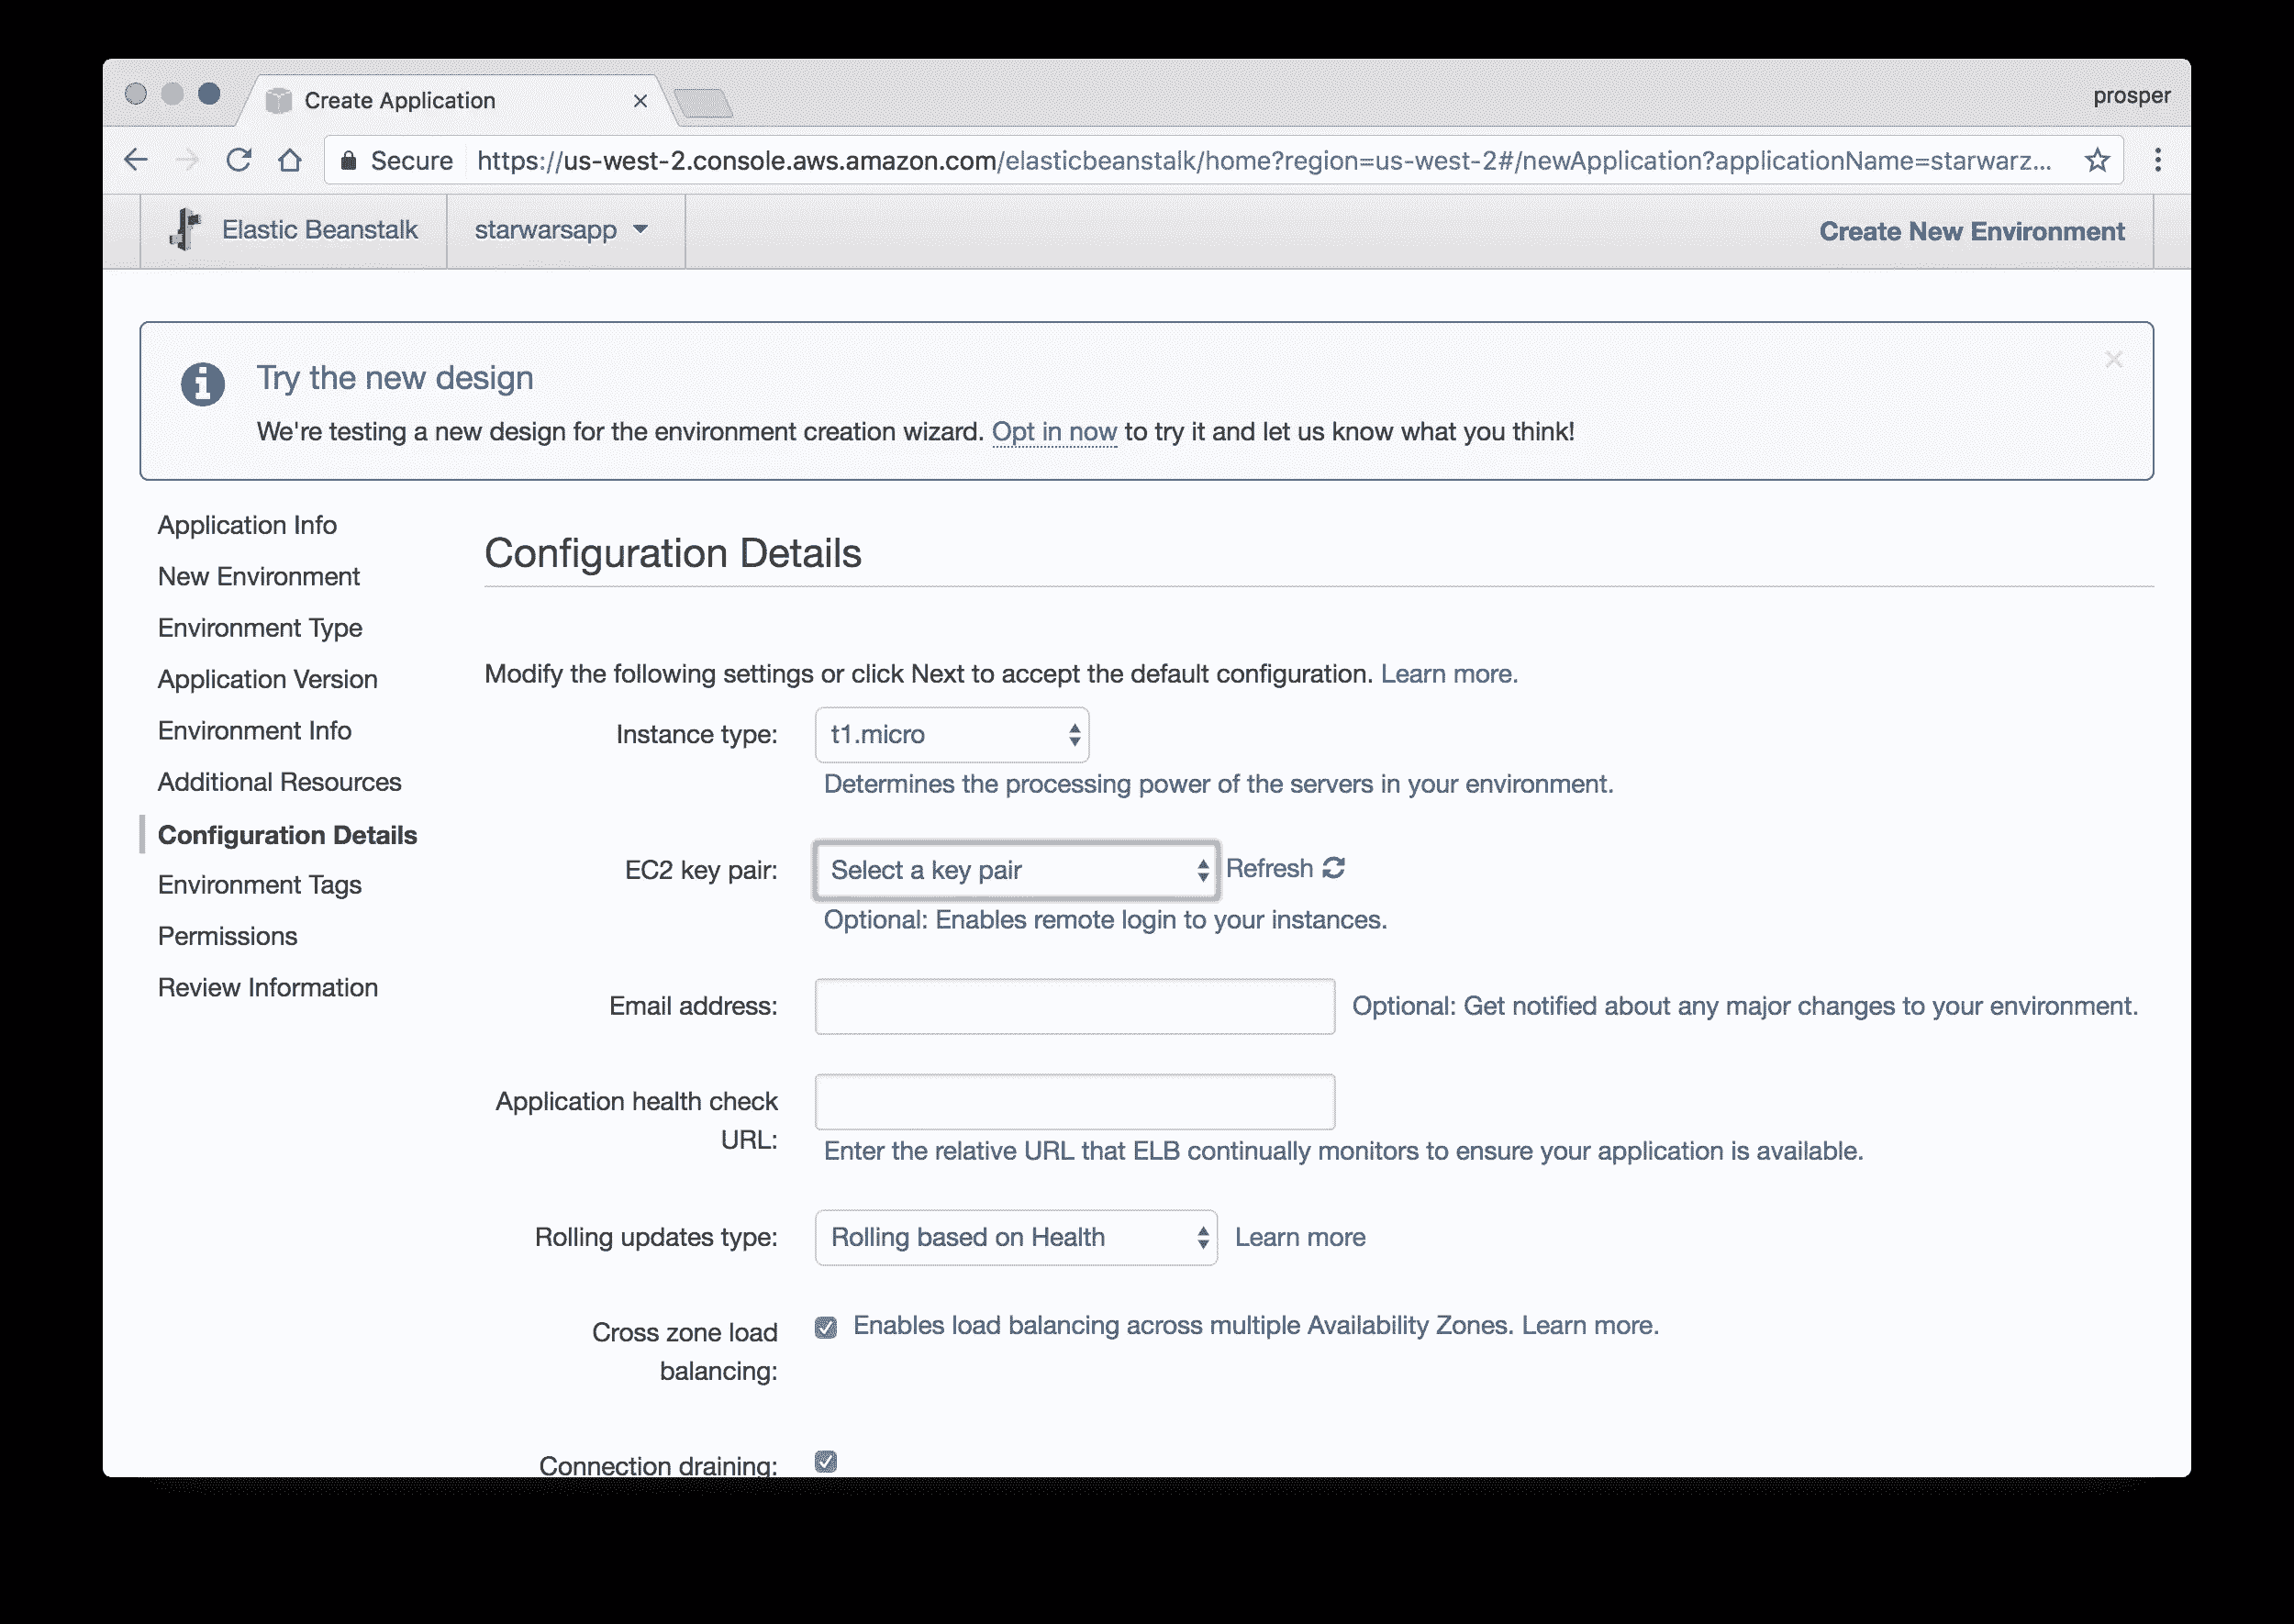 Create Application
prosper
Secure https://us-west-2.console.aws.amazon.com/elasticbeanstalk/home?region=us-west-2#/newApplication?applicationName=starwarz...
Elastic Beanstalk starwarsapp Create New Environment
Try the new design
We're testing a new design for the environment creation wizard. Opt in now to try it and let us know what you think!
Application Info
New Environment
Environment Type
Application Version
Environment Info
Additional Resources
Configuration Details
Environment Tags
Permissions
Review Information
Configuration Details
Modify the following settings or click Next to accept the default configuration. Learn more.
Instance type: t1.micro
Determines the processing power of the servers in your environment.
EC2 key pair: Select a key pair Refresh
Optional: Enables remote login to your instances.
Email address: Optional: Get notified about any major changes to your environment.
Application health check
URL:
Enter the relative URL that ELB continually monitors to ensure your application is available.
Rolling updates type: Rolling based on Health Learn more
Cross zone load
balancing:
Enables load balancing across multiple Availability Zones. Learn more.
Connection draining: